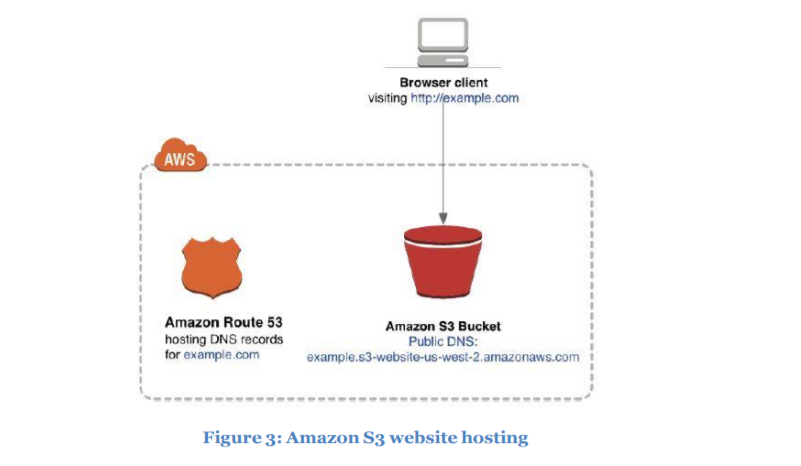 Browser client
visiting http://example.com
AWS
Amazon Route 53
hosting DNS records
for example.com
Amazon S3 Bucket
Public DNS:
example.s3-website-us-west-2.amazonaws.com
Figure 3: Amazon S3 website hosting